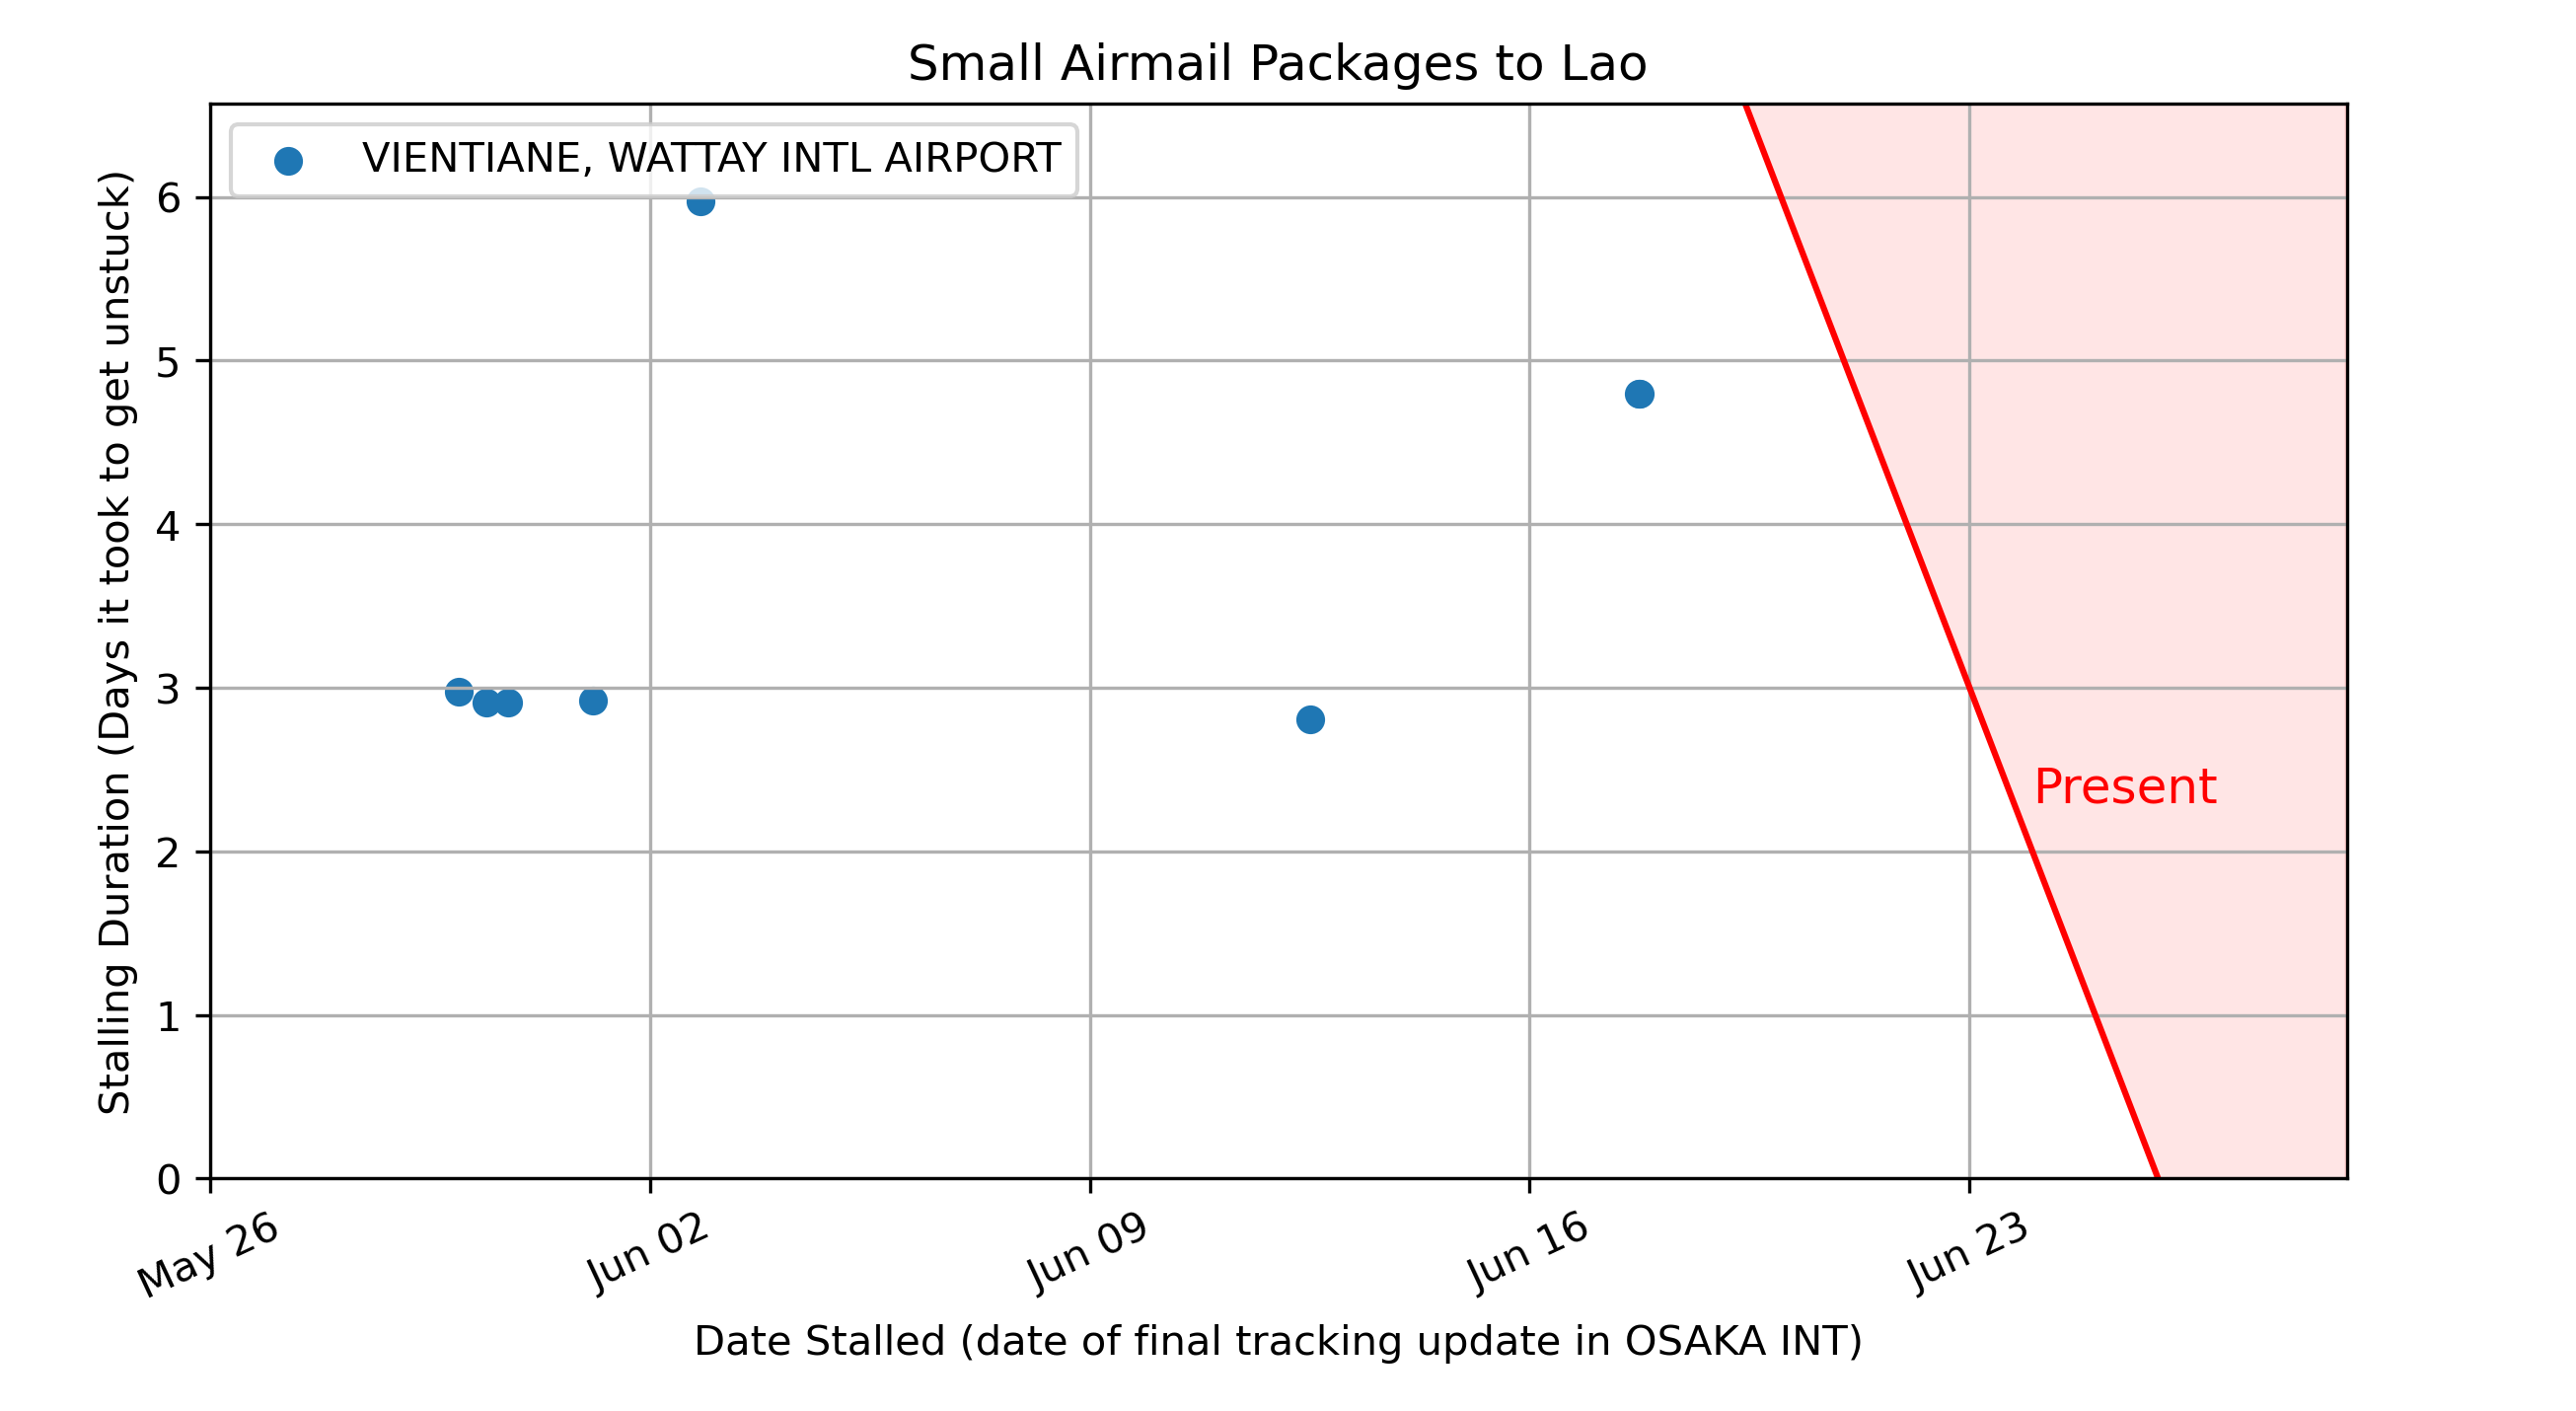 Small Airmail Packages to Lao
VIENTIANE, WATTAY INTL AIRPORT
Stalling Duration (Days it took to get unstuck)
6
5
4
3
2
1
0
Present
May 26
Jun 02
Jun 09
Jun 16
Jun 23
Date Stalled (date of final tracking update in OSAKA INT)